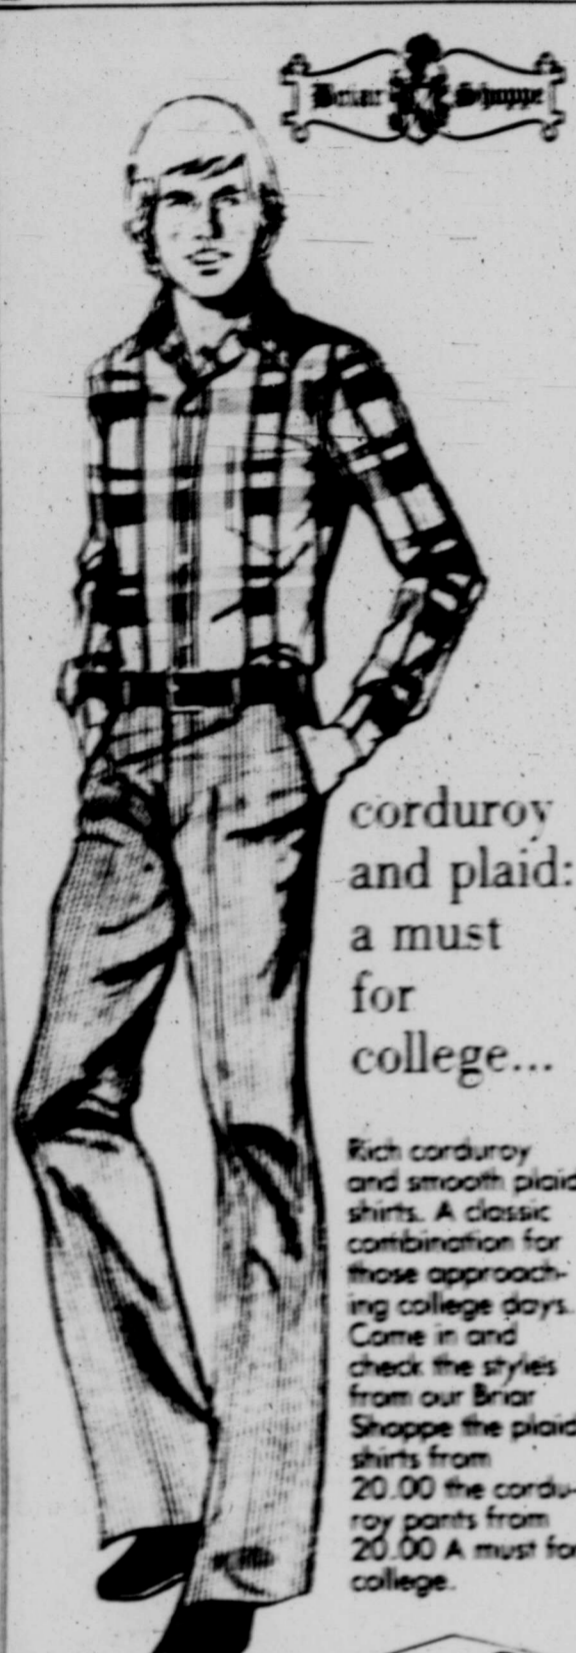 Briar Shoppe
corduroy
and plaid:
a must
for
college...
Rich corduroy
and smooth plaid
shirts. A classic
combination for
those approach-
ing college days.
Come in and
check the styles
from our Briar
Shoppe the plaid
shirts from
20.00 the cordu-
roy pants from
20.00 A must for
college.